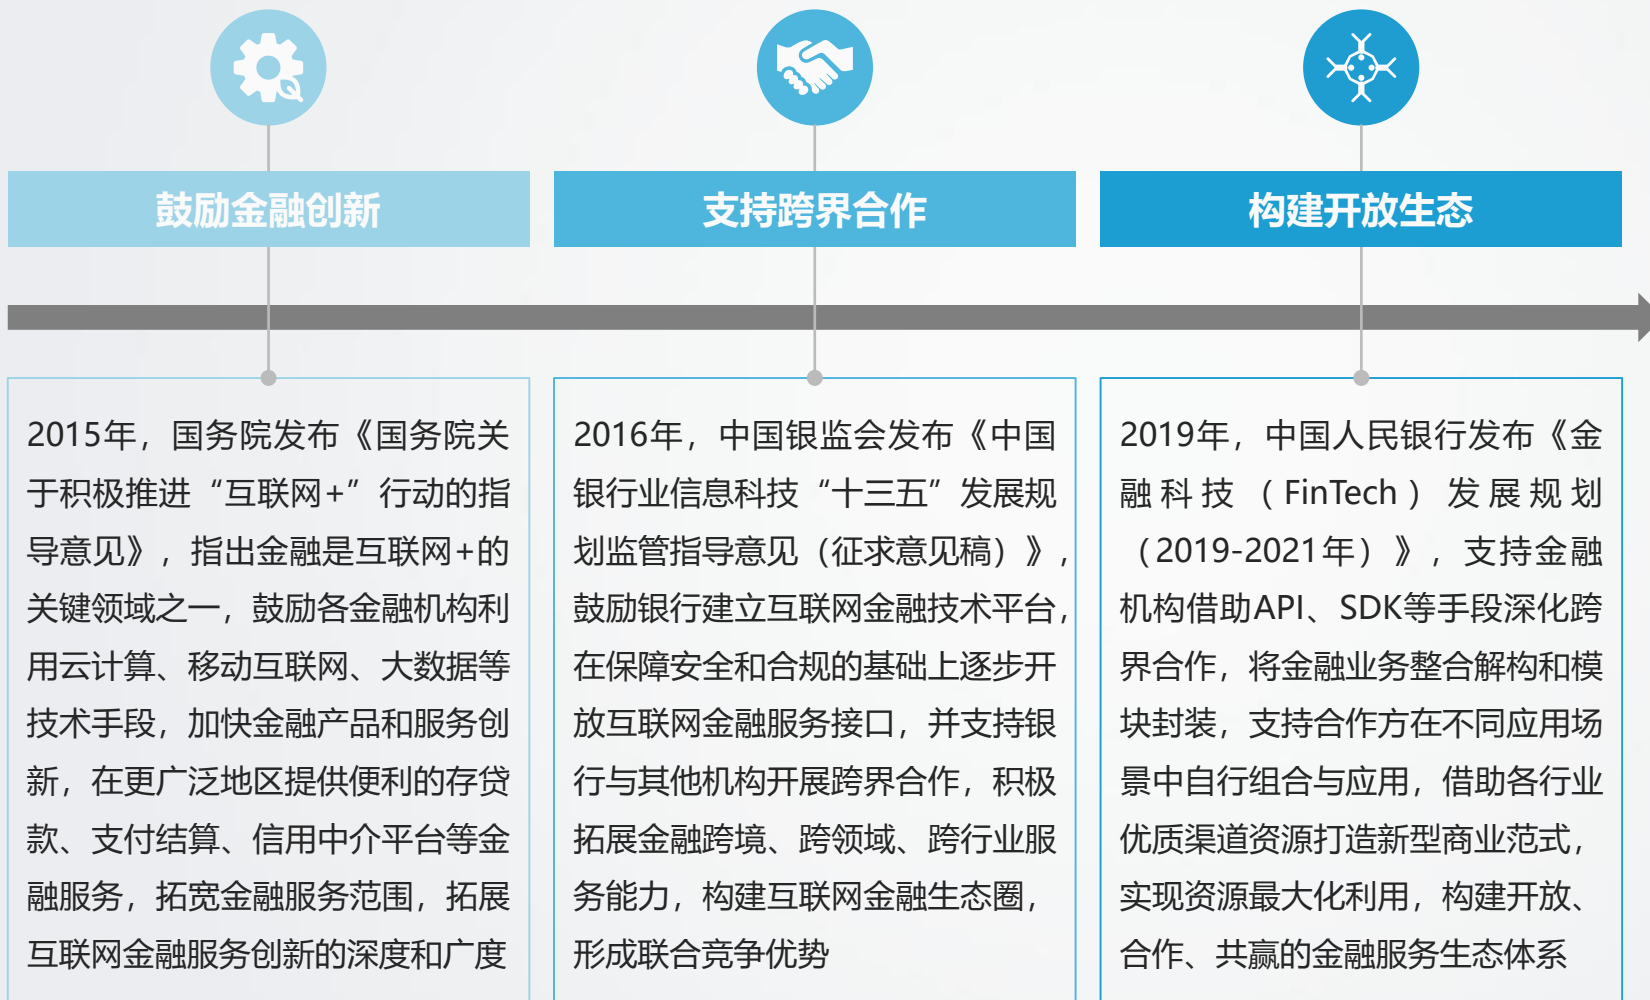 鼓励金融创新
支持跨界合作
构建开放生态
2015年，国务院发布《国务院关
于积极推进“互联网+”行动的指
导意见》，指出金融是互联网+的
关键领域之一，鼓励各金融机构利
用云计算、移动互联网、大数据等
技术手段，加快金融产品和服务创
新，在更广泛地区提供便利的存贷
款、支付结算、信用中介平台等金
融服务，拓宽金融服务范围，拓展
互联网金融服务创新的深度和广度
2016年，中国银监会发布《中国
银行业信息科技“十三五”发展规
划监管指导意见（征求意见稿）》，
鼓励银行建立互联网金融技术平台，
在保障安全和合规的基础上逐步开
放互联网金融服务接口，并支持银
行与其他机构开展跨界合作，积极
拓展金融跨境、跨领域、跨行业服
务能力，构建互联网金融生态圈，
形成联合竞争优势
2019年，中国人民银行发布《金
融科技（FinTech）发展规划
（2019-2021年）》，支持金融
机构借助API、SDK等手段深化跨
界合作，将金融业务整合解构和模
块封装，支持合作方在不同应用场
景中自行组合与应用，借助各行业
优质渠道资源打造新型商业范式，
实现资源最大化利用，构建开放、
合作、共赢的金融服务生态体系